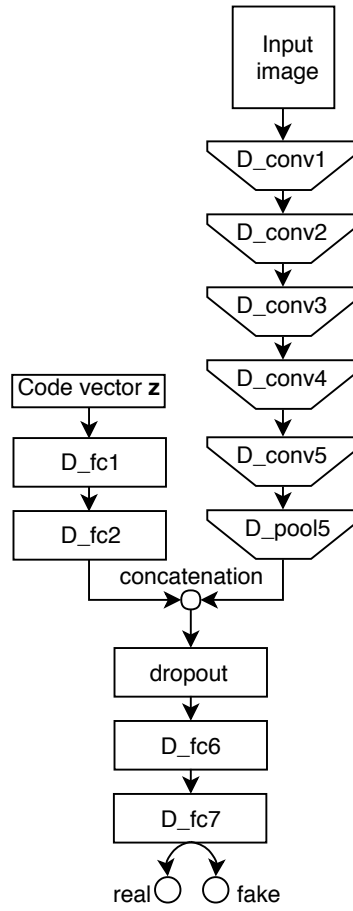 Input
image
D_conv1
D_conv2
D_conv3
D_conv4
D_conv5
D_pool5
Code vector z
D_fc1
D_fc2
concatenation
dropout
D_fc6
D_fc7
real fake